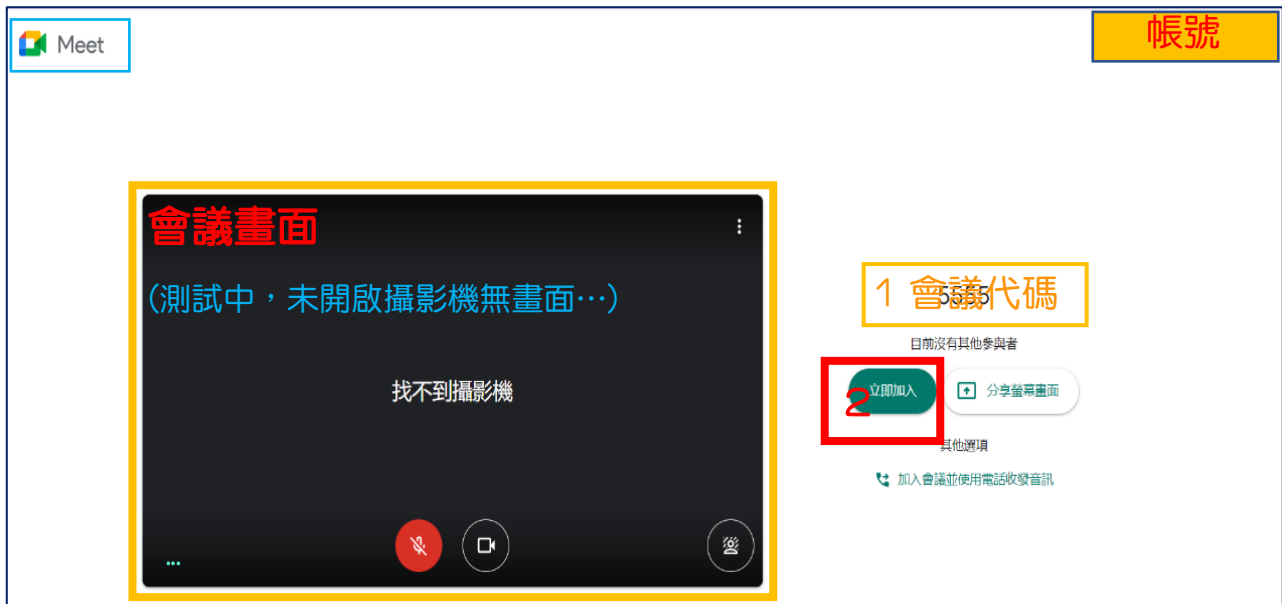 Meet
帳號
會議畫面
(測試中，未開啟攝影機無畫面…)
找不到攝影機
1 會議代碼
目前沒有其他參與者
立即加入
2
分享螢幕畫面
其他選項
加入會議並使用電話收發音訊